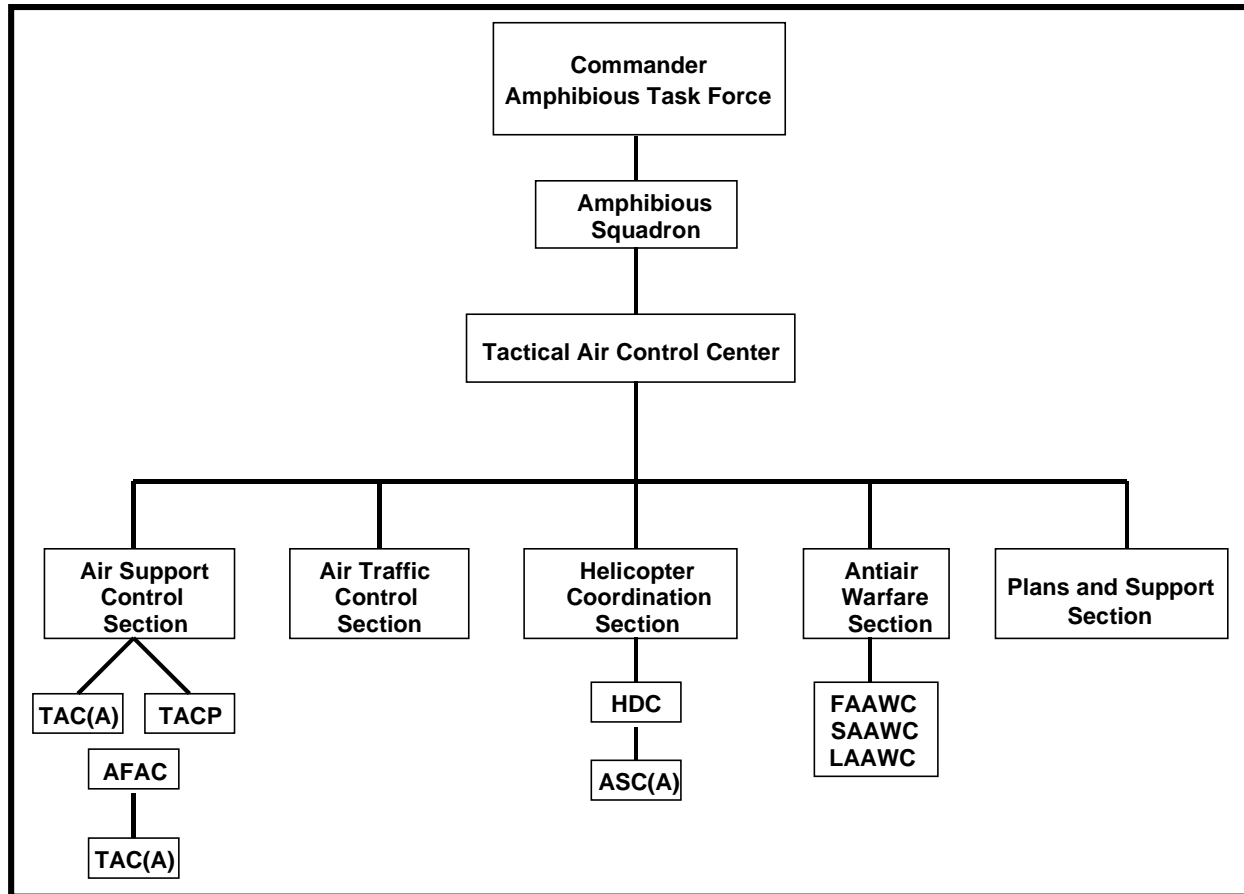 Commander
Amphibious Task Force
Amphibious
Squadron
Tactical Air Control Center
Air Support
Control
Section
Air Traffic
Control
Section
Helicopter
Coordination
Section
Antiair
Warfare
Section
Plans and Support
Section
TAC(A)
TACP
HDC
FAAWC
SAAWC
LAAWC
AFAC
ASC(A)
TAC(A)